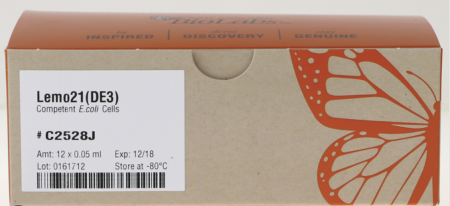 BioLabs
INSPIRED DISCOVERY GENUINE
Lemo21(DE3)
Competent E.coli Cells
# C2528J
Amt: 12 x 0.05 ml Exp: 12/18
Lot: 0161712 Store at -80°C